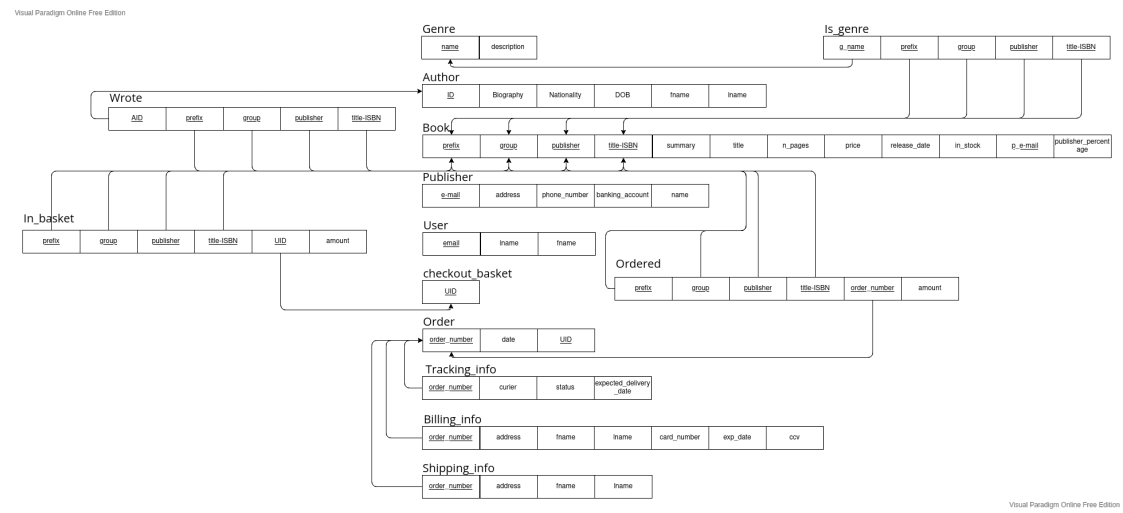 Visual Paradigm Online Free Edition
Genre
name description
Is_genre
g_name prefix group publisher title-ISBN
Author
ID Biography Nationality DOB fname lname
Wrote
AID prefix group publisher title-ISBN
Book
prefix group publisher title-ISBN summary title n_pages price release_date in_stock p_e-mail publisher_percent
age
Publisher
e-mail address phone_number banking_account name
In_basket
prefix group publisher title-ISBN UID amount
User
email lname fname
Ordered
prefix group publisher title-ISBN order_number amount
checkout_basket
UID
Order
order_number date UID
Tracking_info
order_number curier status expected_delivery
_date
Billing_info
order_number address fname lname card_number exp_date ccv
Shipping_info
order_number address fname lname
Visual Paradigm Online Free Edition